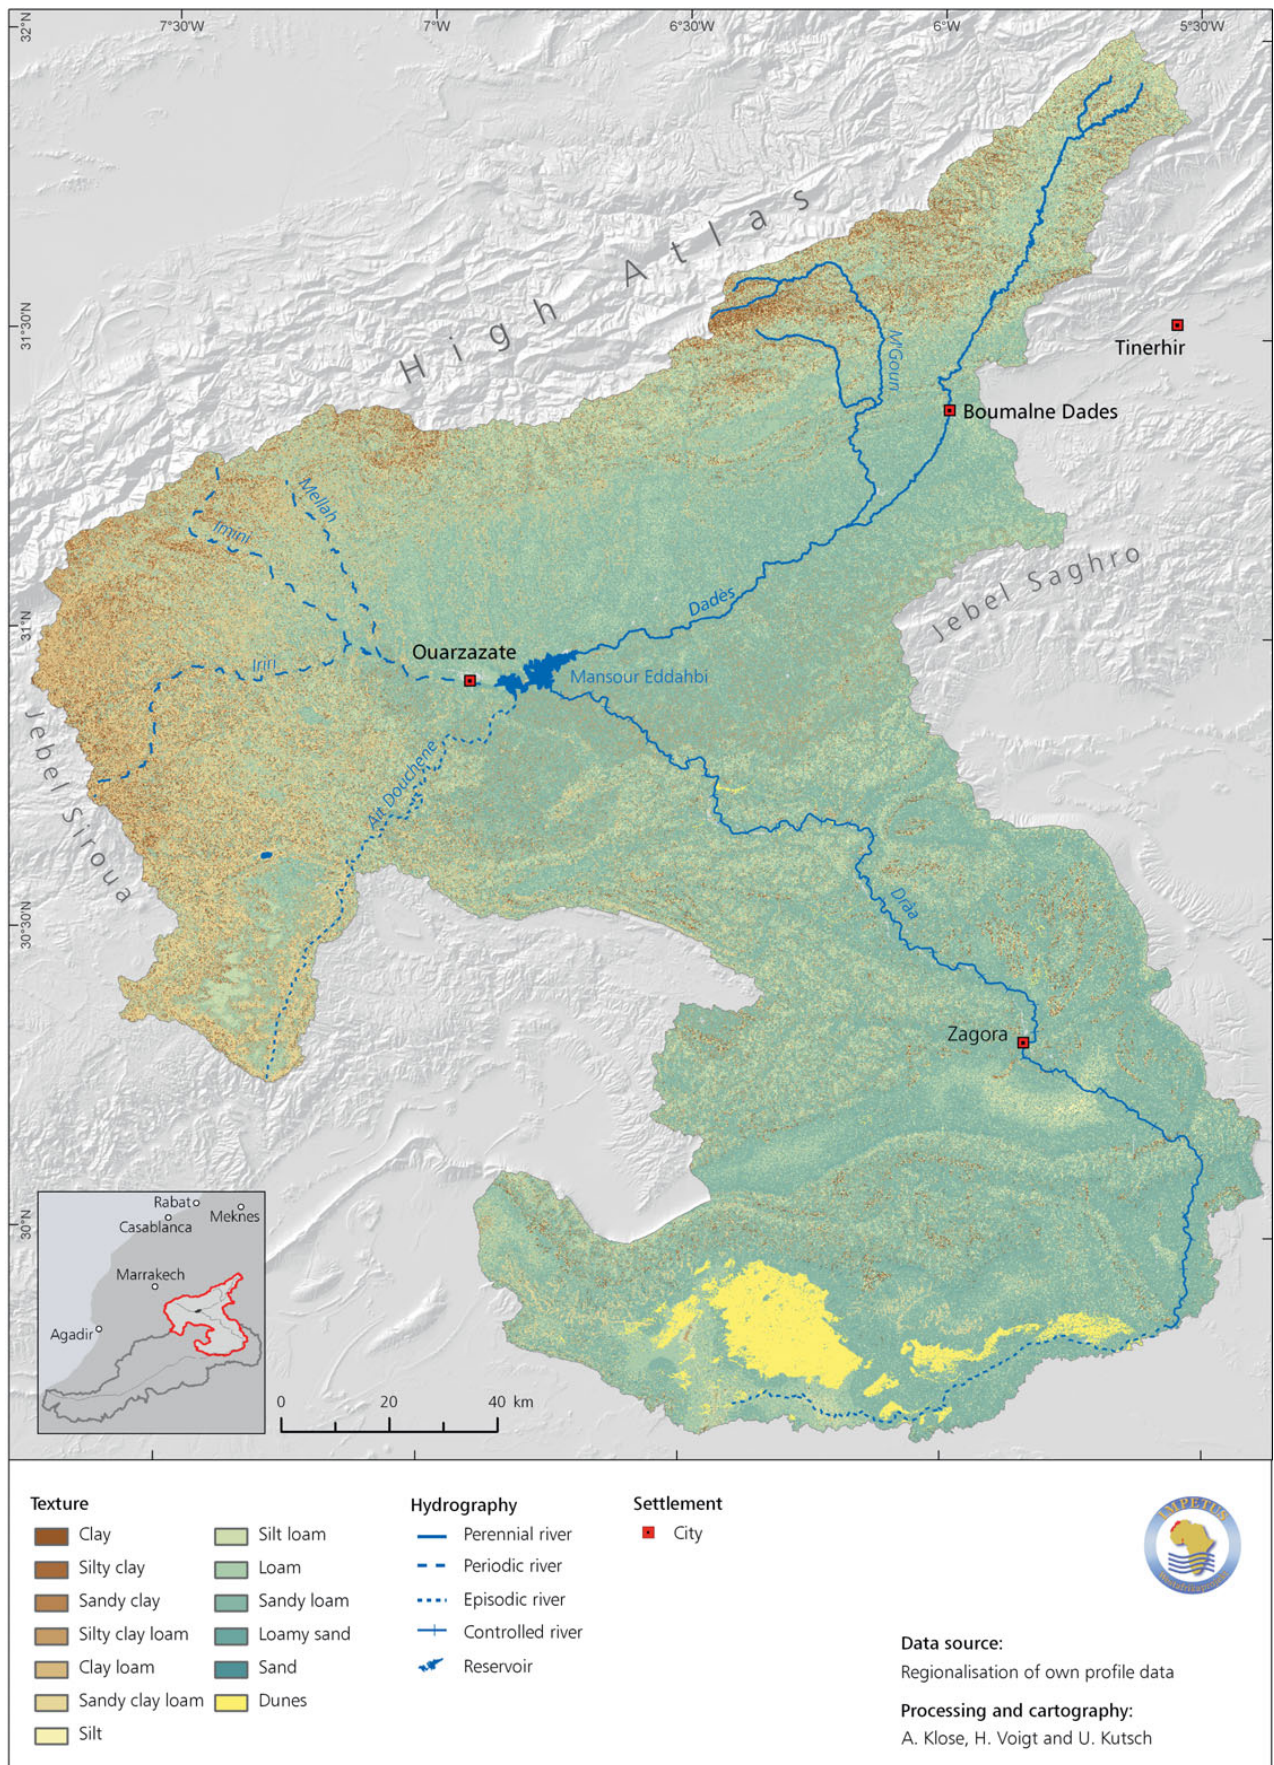 7°30'W
7°W
6°30'W
6°W
5°30'W
32°N
31°30'N
31°N
30°30'N
30°N
High Atlas
Tinerhir
M'Goun
Boumalne Dades
Mellah
Imini
Jebel Saghro
Dadès
Ouarzazate
Iriri
Mansour Eddahbi
Jebel Siroua
Aït Douchene
Drâa
Zagora
Rabat
Meknes
Casablanca
Marrakech
Agadir
0 20 40 km
Texture
Clay
Silty clay
Sandy clay
Silty clay loam
Clay loam
Sandy clay loam
Silt
Silt loam
Loam
Sandy loam
Loamy sand
Sand
Dunes
Hydrography
Perennial river
Periodic river
Episodic river
Controlled river
Reservoir
Settlement
City
IMPETUS
Data source:
Regionalisation of own profile data
Processing and cartography:
A. Klose, H. Voigt and U. Kutsch